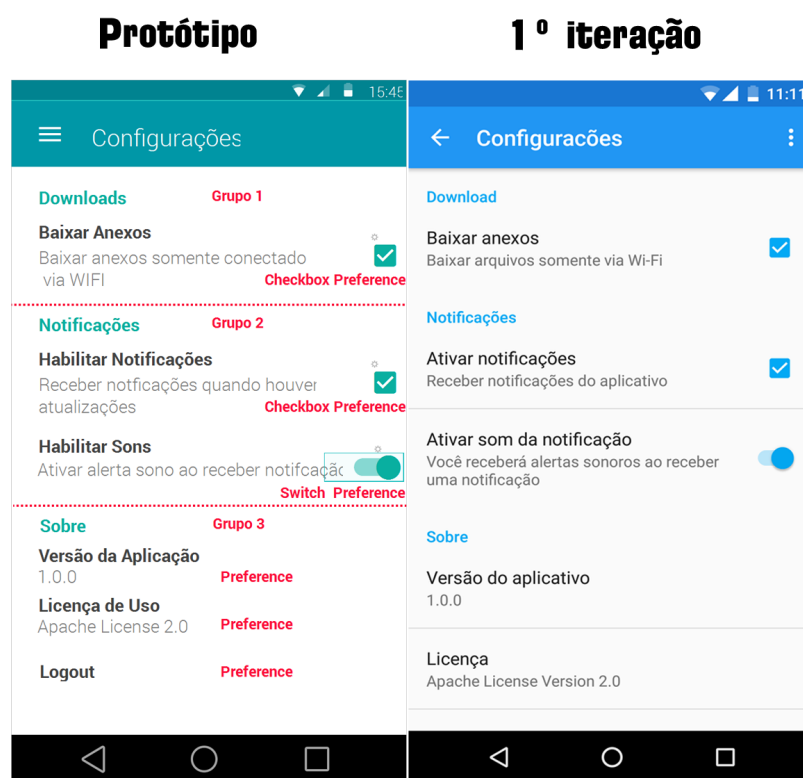 Protótipo
15:45
Configurações
Downloads Grupo 1
Baixar Anexos
Baixar anexos somente conectado
via WIFI
Checkbox Preference
Notificações Grupo 2
Habilitar Notificações
Receber notficações quando houver
atualizações
Checkbox Preference
Habilitar Sons
Ativar alerta sono ao receber notifcação
Switch Preference
Sobre Grupo 3
Versão da Aplicação
1.0.0
Preference
Licença de Uso
Apache License 2.0
Preference
Logout Preference
1º iteração
11:11
Configuracões
Download
Baixar anexos
Baixar arquivos somente via Wi-Fi
Notificações
Ativar notificações
Receber notificações do aplicativo
Ativar som da notificação
Você receberá alertas sonoros ao receber
uma notificação
Sobre
Versão do aplicativo
1.0.0
Licença
Apache License Version 2.0